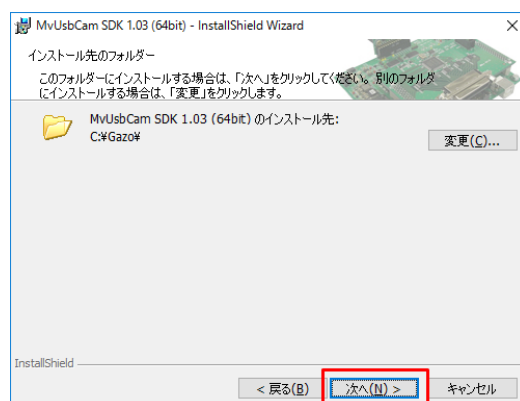 MvUsbCam SDK 1.03 (64bit) - InstallShield Wizard
インストール先のフォルダー
このフォルダーにインストールする場合は、「次へ」をクリックしてください。別のフォルダ
にインストールする場合は、「変更」をクリックします。
MvUsbCam SDK 1.03 (64bit) のインストール先:
C:¥Gazo¥
変更(C)...
InstallShield
< 戻る(B)
次へ(N) >
キャンセル